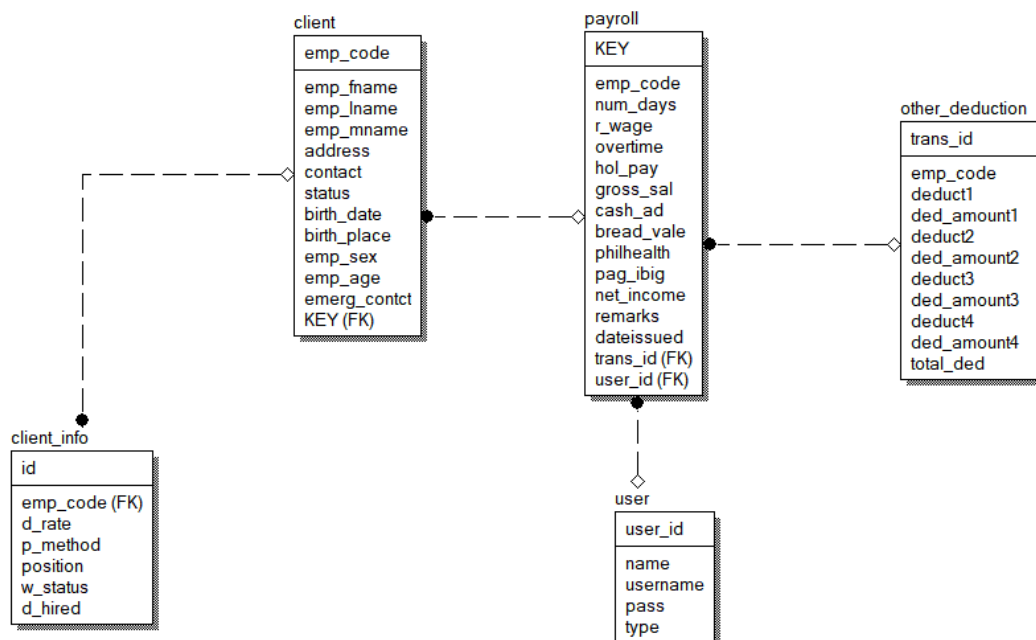 client
emp_code
emp_fname
emp_lname
emp_mname
address
contact
status
birth_date
birth_place
emp_sex
emp_age
emerg_contct
KEY (FK)
payroll
KEY
emp_code
num_days
r_wage
overtime
hol_pay
gross_sal
cash_ad
bread_vale
philhealth
pag_ibig
net_income
remarks
dateissued
trans_id (FK)
user_id (FK)
other_deduction
trans_id
emp_code
deduct1
ded_amount1
deduct2
ded_amount2
deduct3
ded_amount3
deduct4
ded_amount4
total_ded
client_info
id
emp_code (FK)
d_rate
p_method
position
w_status
d_hired
user
user_id
name
username
pass
type